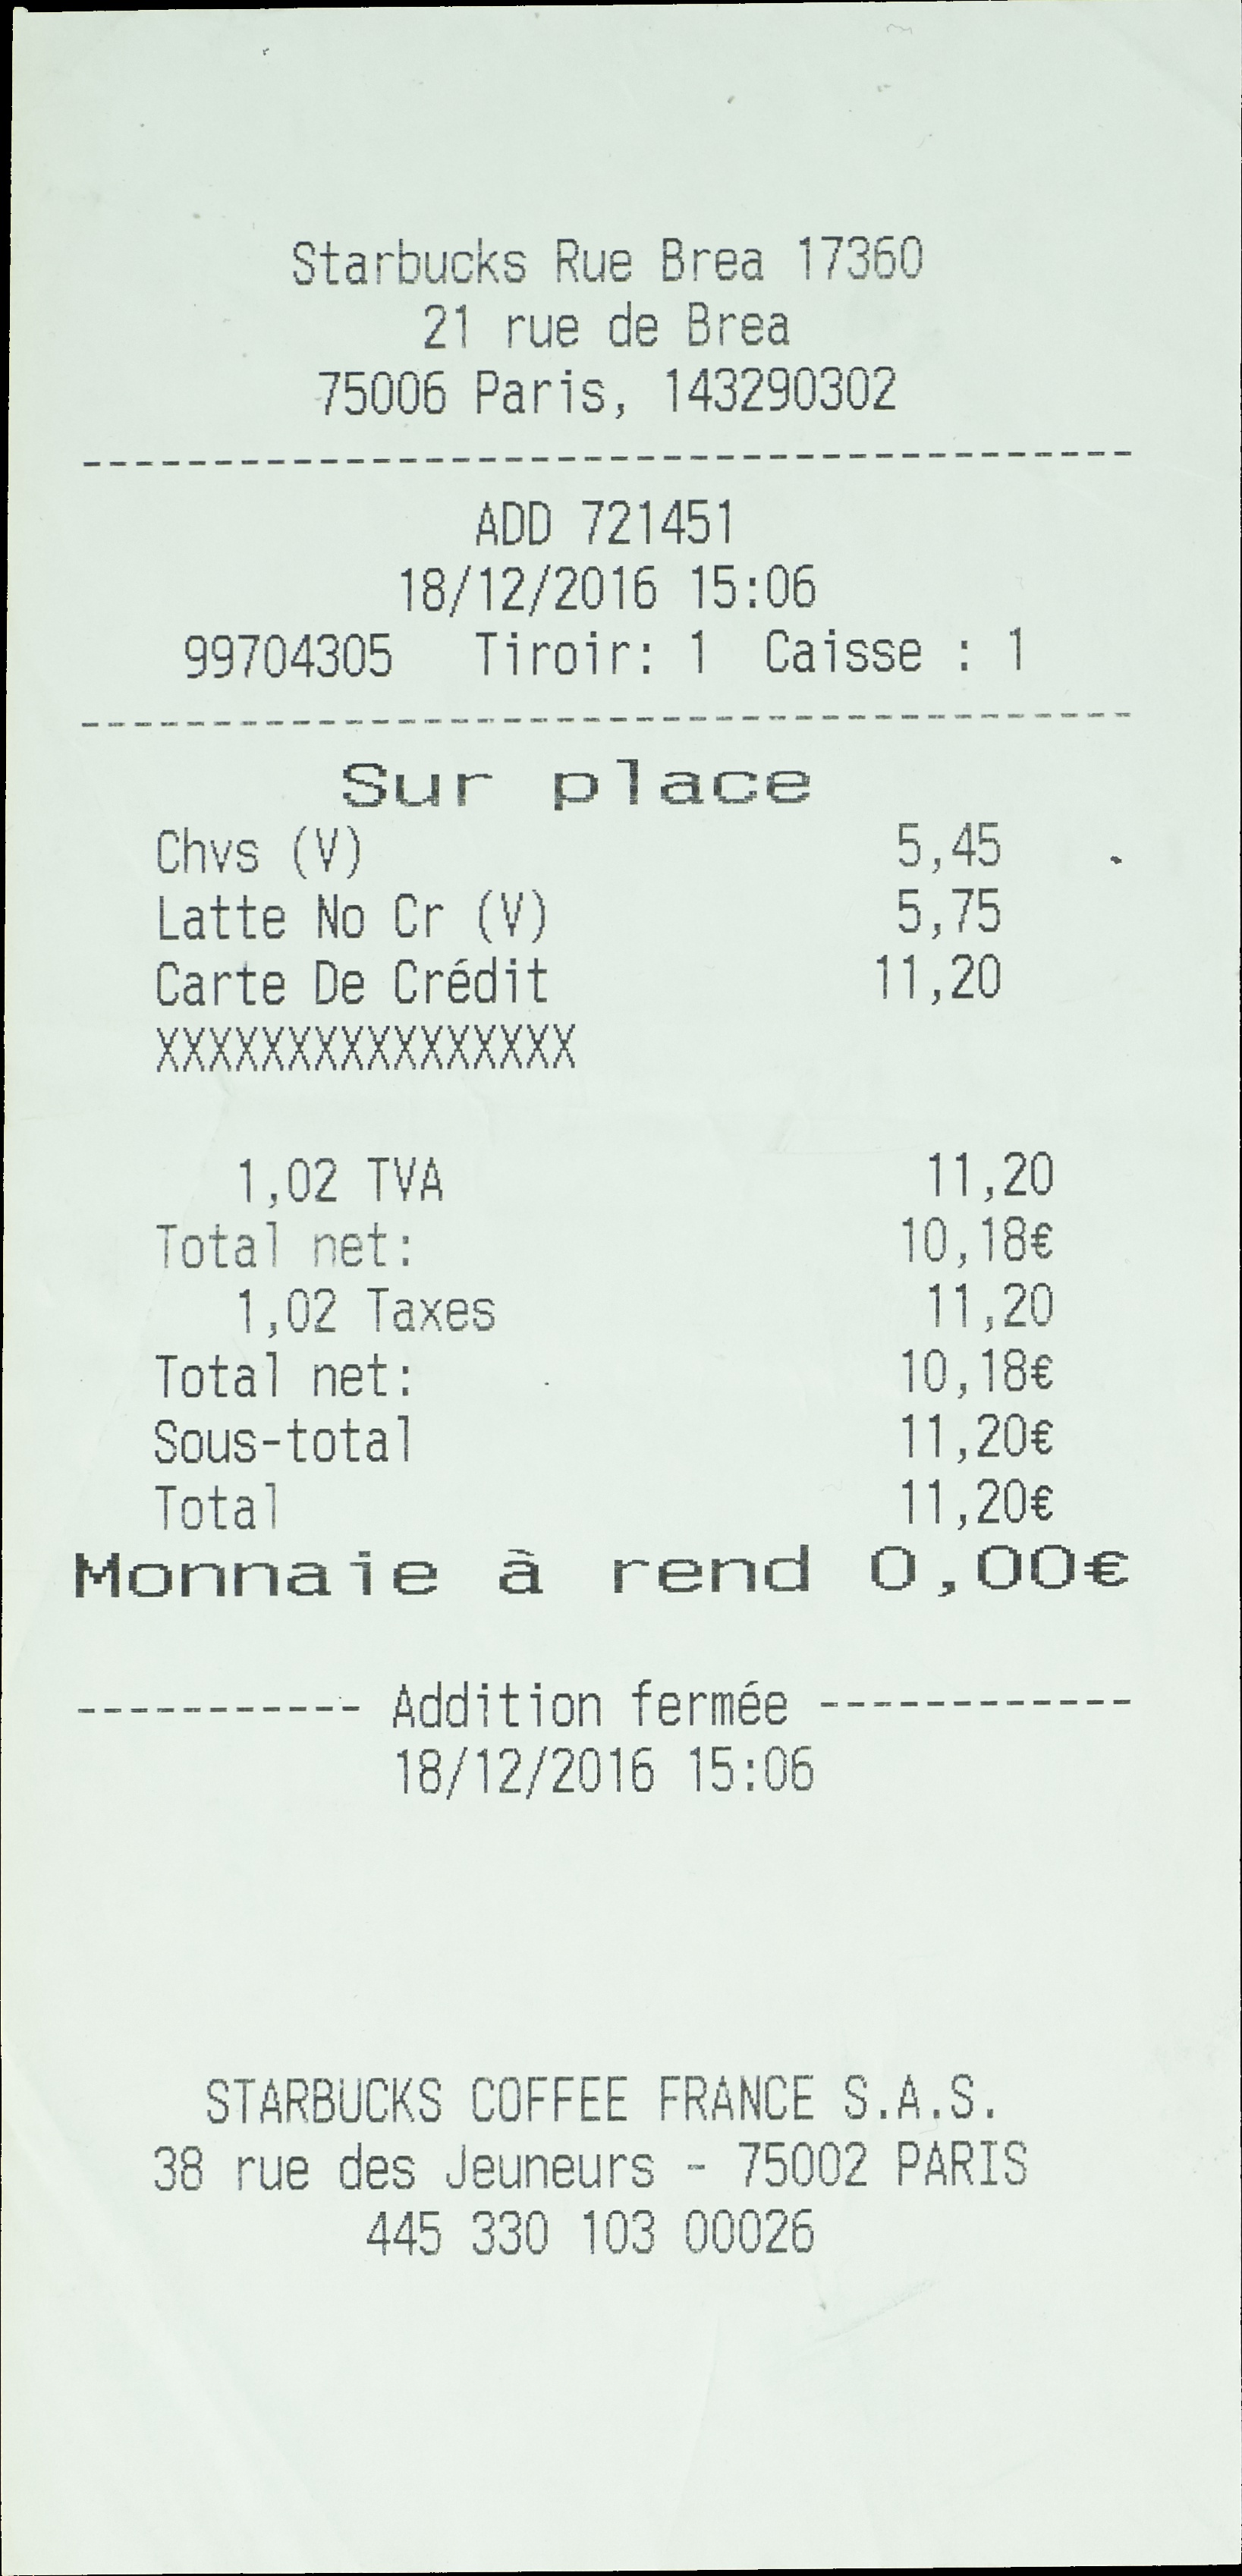 Starbucks Rue Brea 17360
21 rue de Brea
75006 Paris, 143290302
----------------------------------------
ADD 721451
18/12/2016 15:06
99704305 Tiroir: 1 Caisse : 1
----------------------------------------
Sur place
Chvs (V) 5,45
Latte No Cr (V) 5,75
Carte De Crédit 11,20
XXXXXXXXXXXXXXXX
1,02 TVA 11,20
Total net: 10,18€
1,02 Taxes 11,20
Total net: 10,18€
Sous-total 11,20€
Total 11,20€
Monnaie à rend 0,00€
----------- Addition fermée ------------
18/12/2016 15:06
STARBUCKS COFFEE FRANCE S.A.S.
38 rue des Jeuneurs - 75002 PARIS
445 330 103 00026